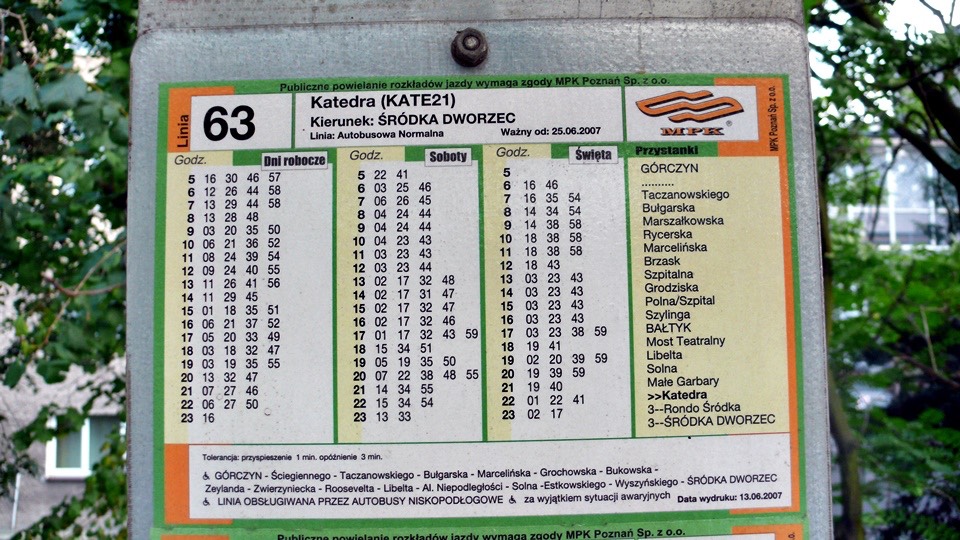 Publiczne powielanie rozkładów jazdy wymaga zgody MPK Poznań Sp. z o.o.
Linia 63
Katedra (KATE21)
Kierunek: ŚRÓDKA DWORZEC
Linia: Autobusowa Normalna Ważny od: 25.06.2007
MPK ®
MPK Poznań Sp. z o.o.
Godz. Dni robocze
5 16 30 46 57
6 12 26 44 58
7 13 29 44 58
8 13 28 48
9 03 20 35 50
10 06 21 36 52
11 08 24 39 54
12 09 24 40 55
13 11 26 41 56
14 11 29 45
15 01 18 35 51
16 06 21 37 52
17 05 20 33 49
18 03 18 32 47
19 03 19 35 55
20 13 32 47
21 07 27 46
22 06 27 50
23 16
Godz. Soboty
5 22 41
6 03 25 46
7 06 26 45
8 04 24 44
9 04 24 44
10 04 23 43
11 03 23 43
12 03 23 44
13 02 17 32 48
14 02 17 31 47
15 02 17 32 47
16 02 17 32 46
17 01 17 32 43 59
18 15 34 51
19 05 19 35 50
20 07 22 38 48 55
21 14 34 55
22 15 34 54
23 13 33
Godz. Święta
5
6 16 46
7 16 35 54
8 14 34 54
9 14 38 58
10 18 38 58
11 18 38 58
12 18 43
13 03 23 43
14 03 23 43
15 03 23 43
16 03 23 43
17 03 23 38 59
18 19 41
19 02 20 39 59
20 19 39 59
21 19 40
22 01 22 41
23 02 17
Przystanki
GÓRCZYN
..........
Taczanowskiego
Bułgarska
Marszałkowska
Rycerska
Marcelińska
Brzask
Szpitalna
Grodziska
Polna/Szpital
Szylinga
BAŁTYK
Most Teatralny
Libelta
Solna
Małe Garbary
>>Katedra
3--Rondo Śródka
3--ŚRÓDKA DWORZEC
Tolerancja: przyspieszenie 1 min. opóźnienie 3 min.
♿ GÓRCZYN - Ściegiennego - Taczanowskiego - Bułgarska - Marcelińska - Grochowska - Bukowska -
Zeylanda - Zwierzyniecka - Roosevelta - Libelta - Al. Niepodległości - Solna -Estkowskiego - Wyszyńskiego - ŚRÓDKA DWORZEC
♿ LINIA OBSŁUGIWANA PRZEZ AUTOBUSY NISKOPODŁOGOWE ♿ za wyjątkiem sytuacji awaryjnych Data wydruku: 13.06.2007
Publiczne powielanie rozkładów jazdy wymaga zgody MPK Poznań Sp. z o.o.